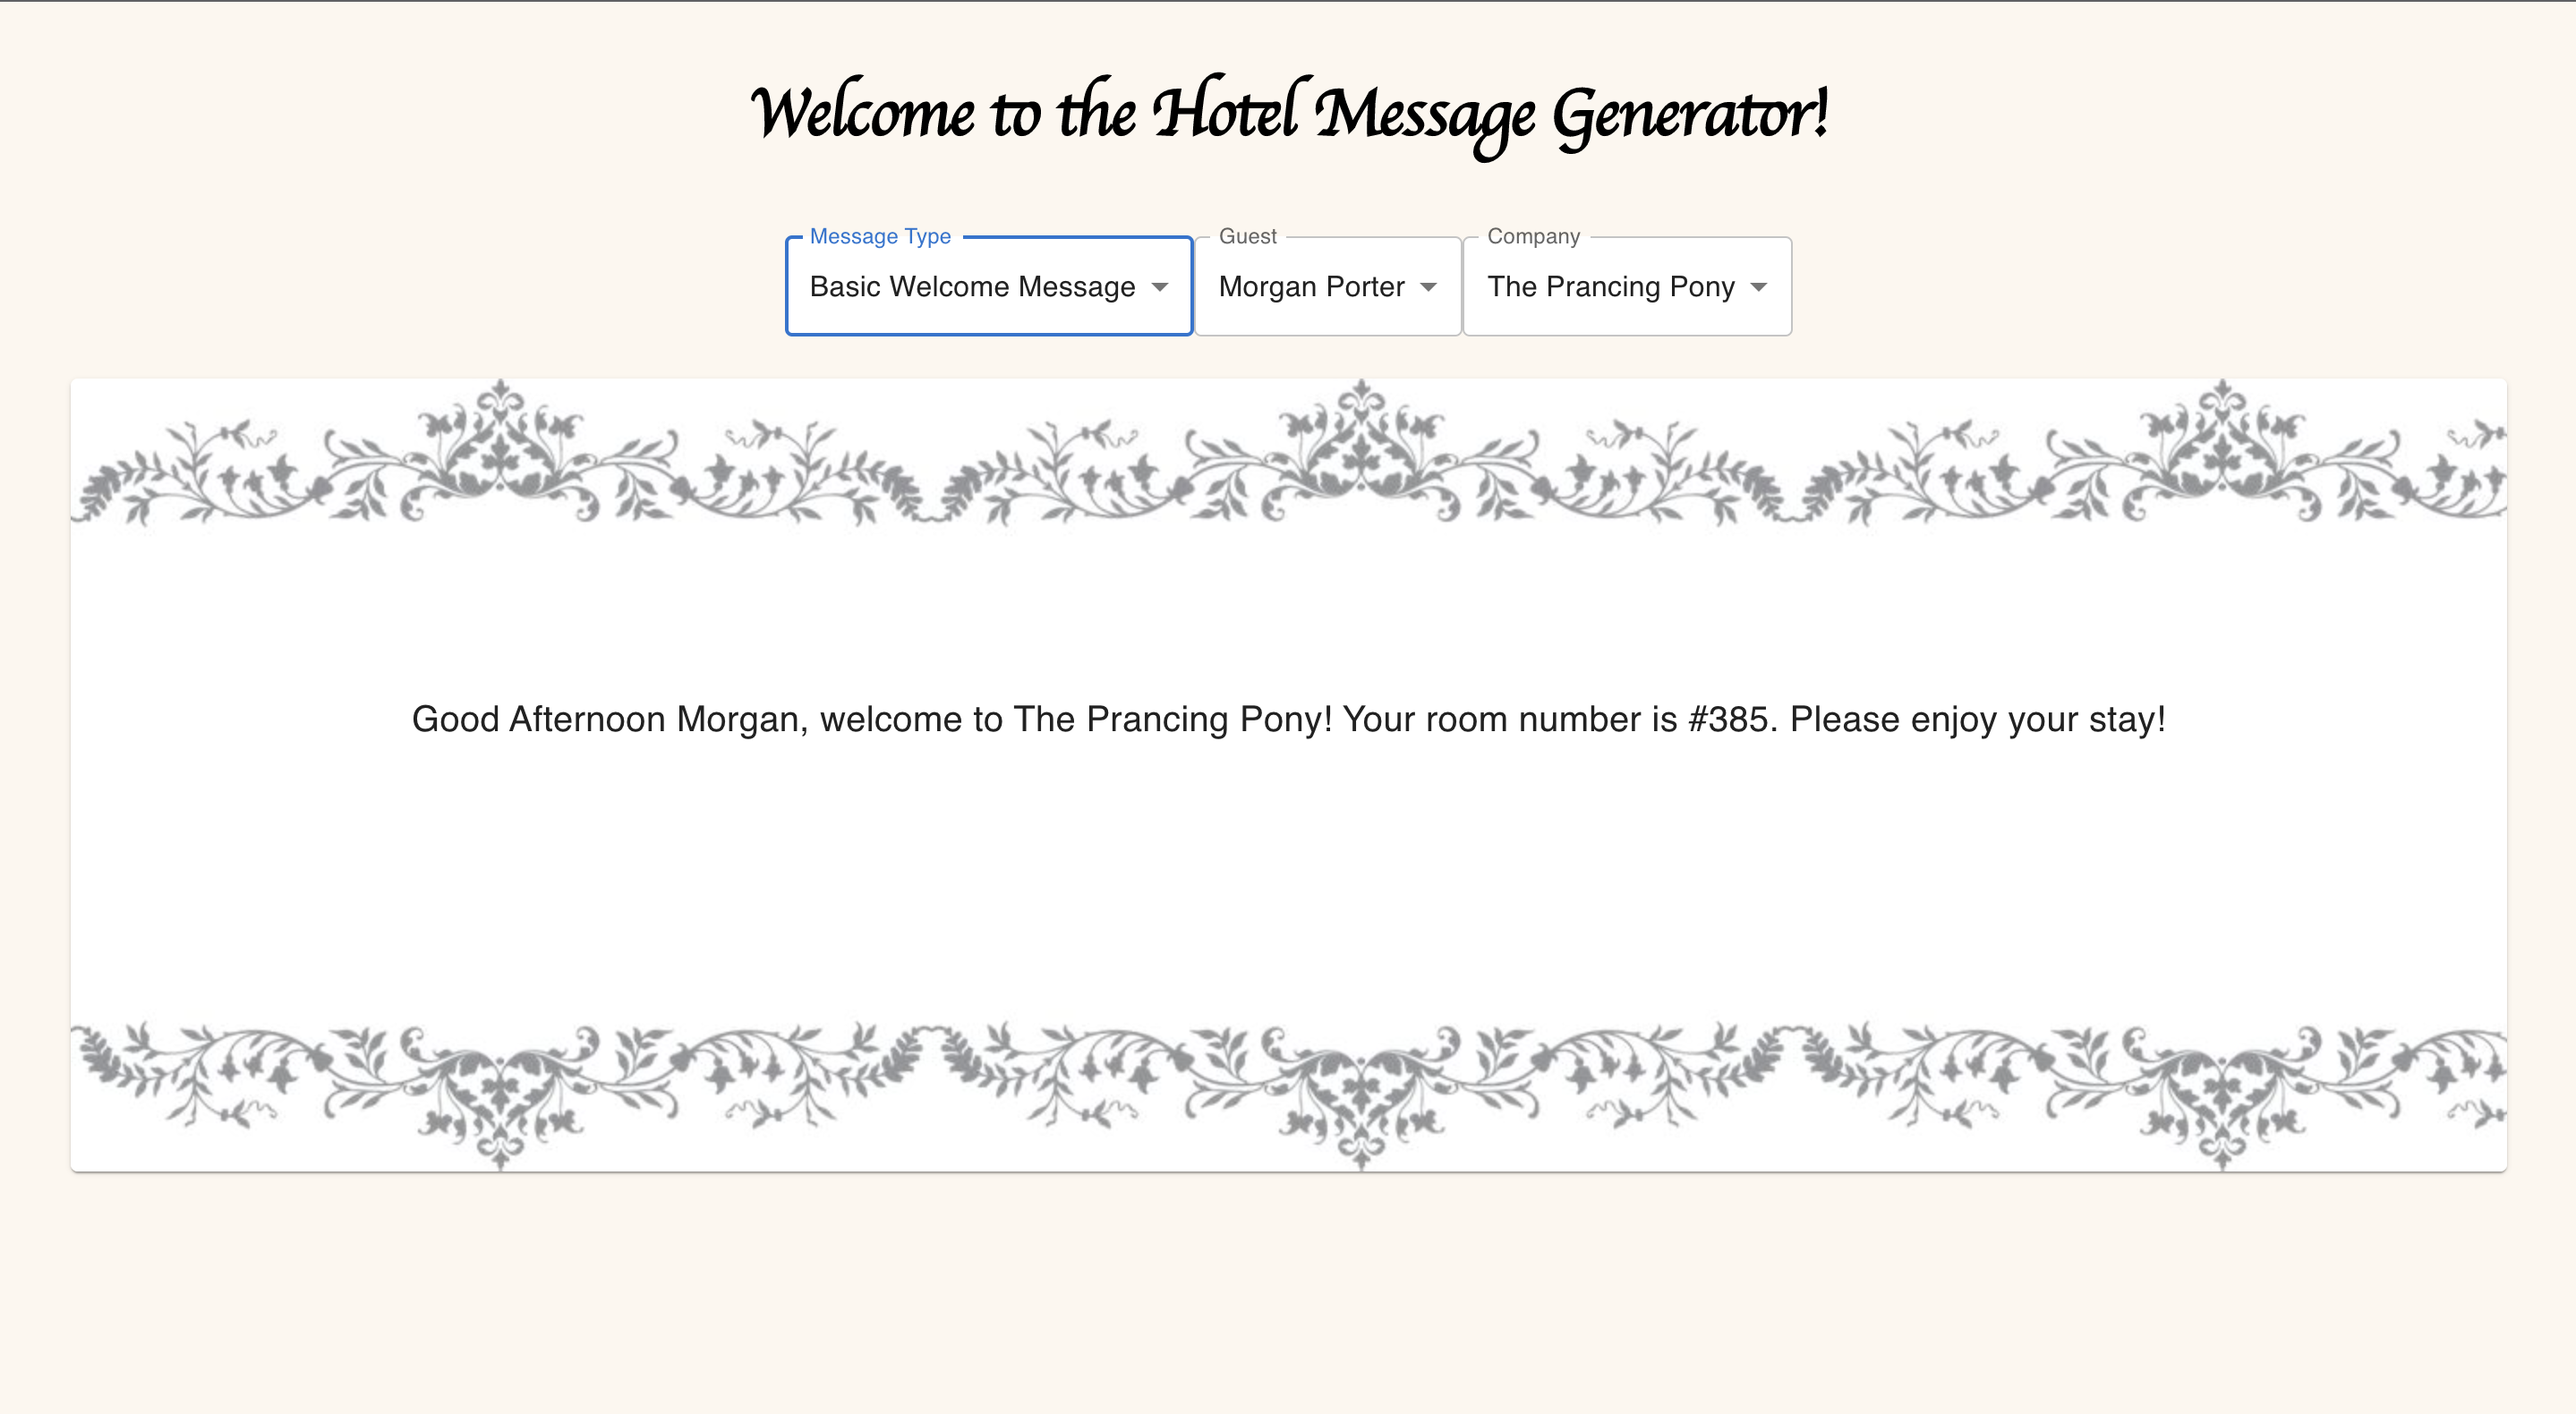 Welcome to the Hotel Message Generator!
Message Type
Basic Welcome Message
Guest
Morgan Porter
Company
The Prancing Pony
Good Afternoon Morgan, welcome to The Prancing Pony! Your room number is #385. Please enjoy your stay!